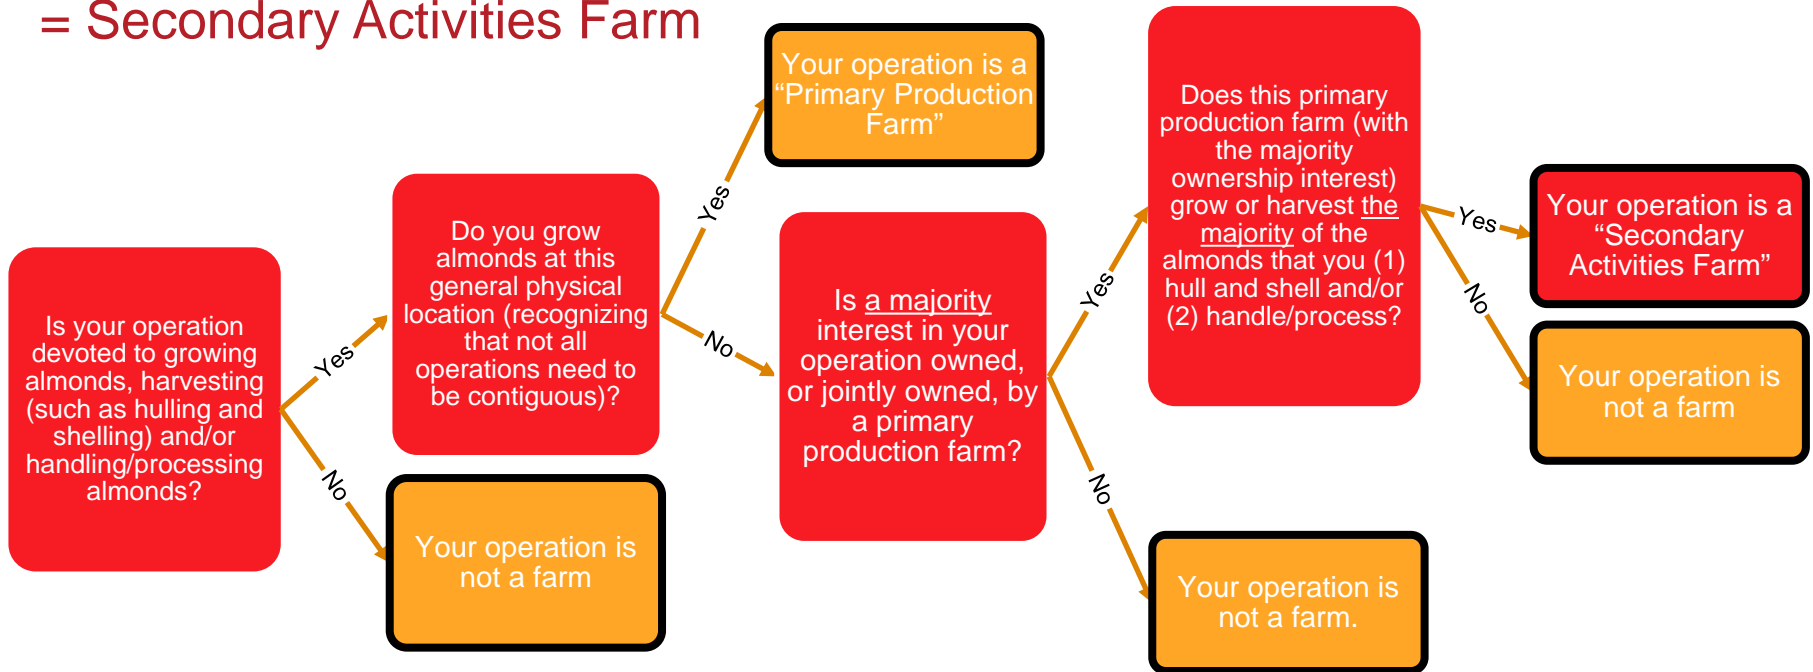 = Secondary Activities Farm
Is your operation
devoted to growing
almonds, harvesting
(such as hulling and
shelling) and/or
handling/processing
almonds?
Yes
No
Do you grow
almonds at this
general physical
location (recognizing
that not all
operations need to
be contiguous)?
Your operation is
not a farm
Yes
No
Your operation is a
“Primary Production
Farm”
Is a majority
interest in your
operation owned,
or jointly owned, by
a primary
production farm?
Yes
No
Does this primary
production farm (with
the majority
ownership interest)
grow or harvest the
majority of the
almonds that you (1)
hull and shell and/or
(2) handle/process?
Your operation is
not a farm.
Yes
No
Your operation is a
“Secondary
Activities Farm”
Your operation is
not a farm